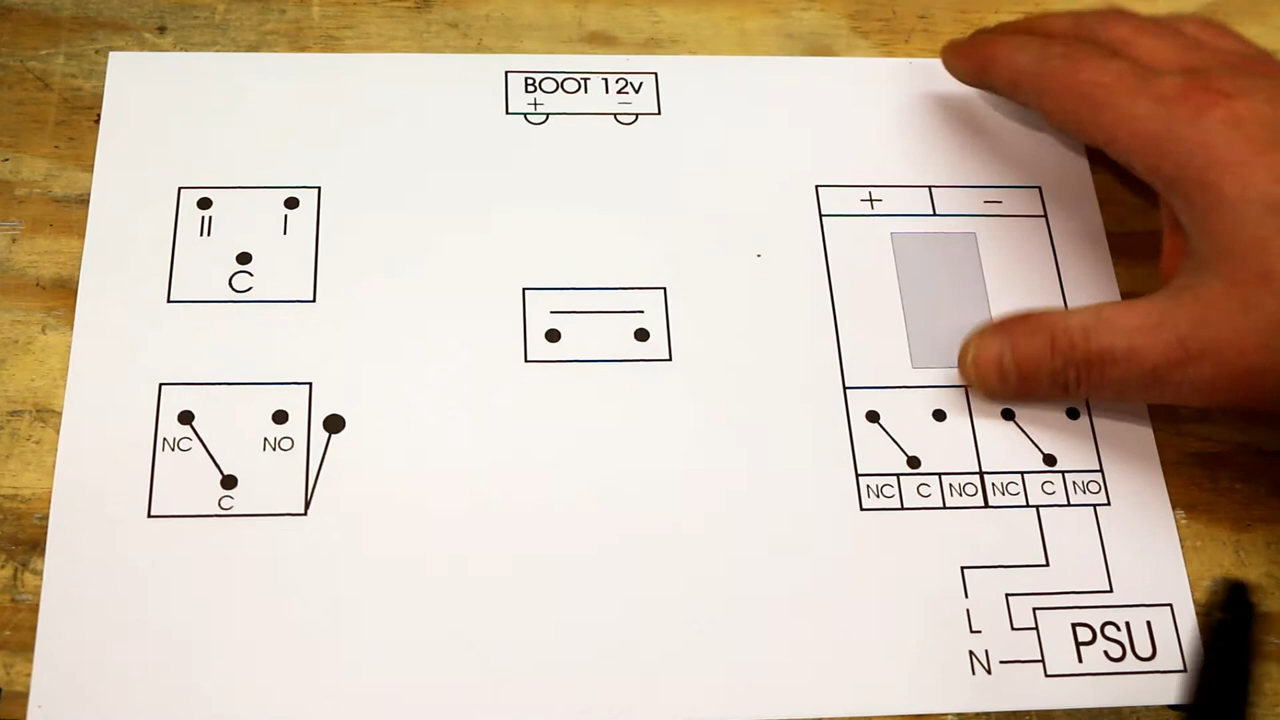 BOOT 12v
+ −
II I
C
+ −
NC NO
C
NC C NO NC C NO
L
N
PSU